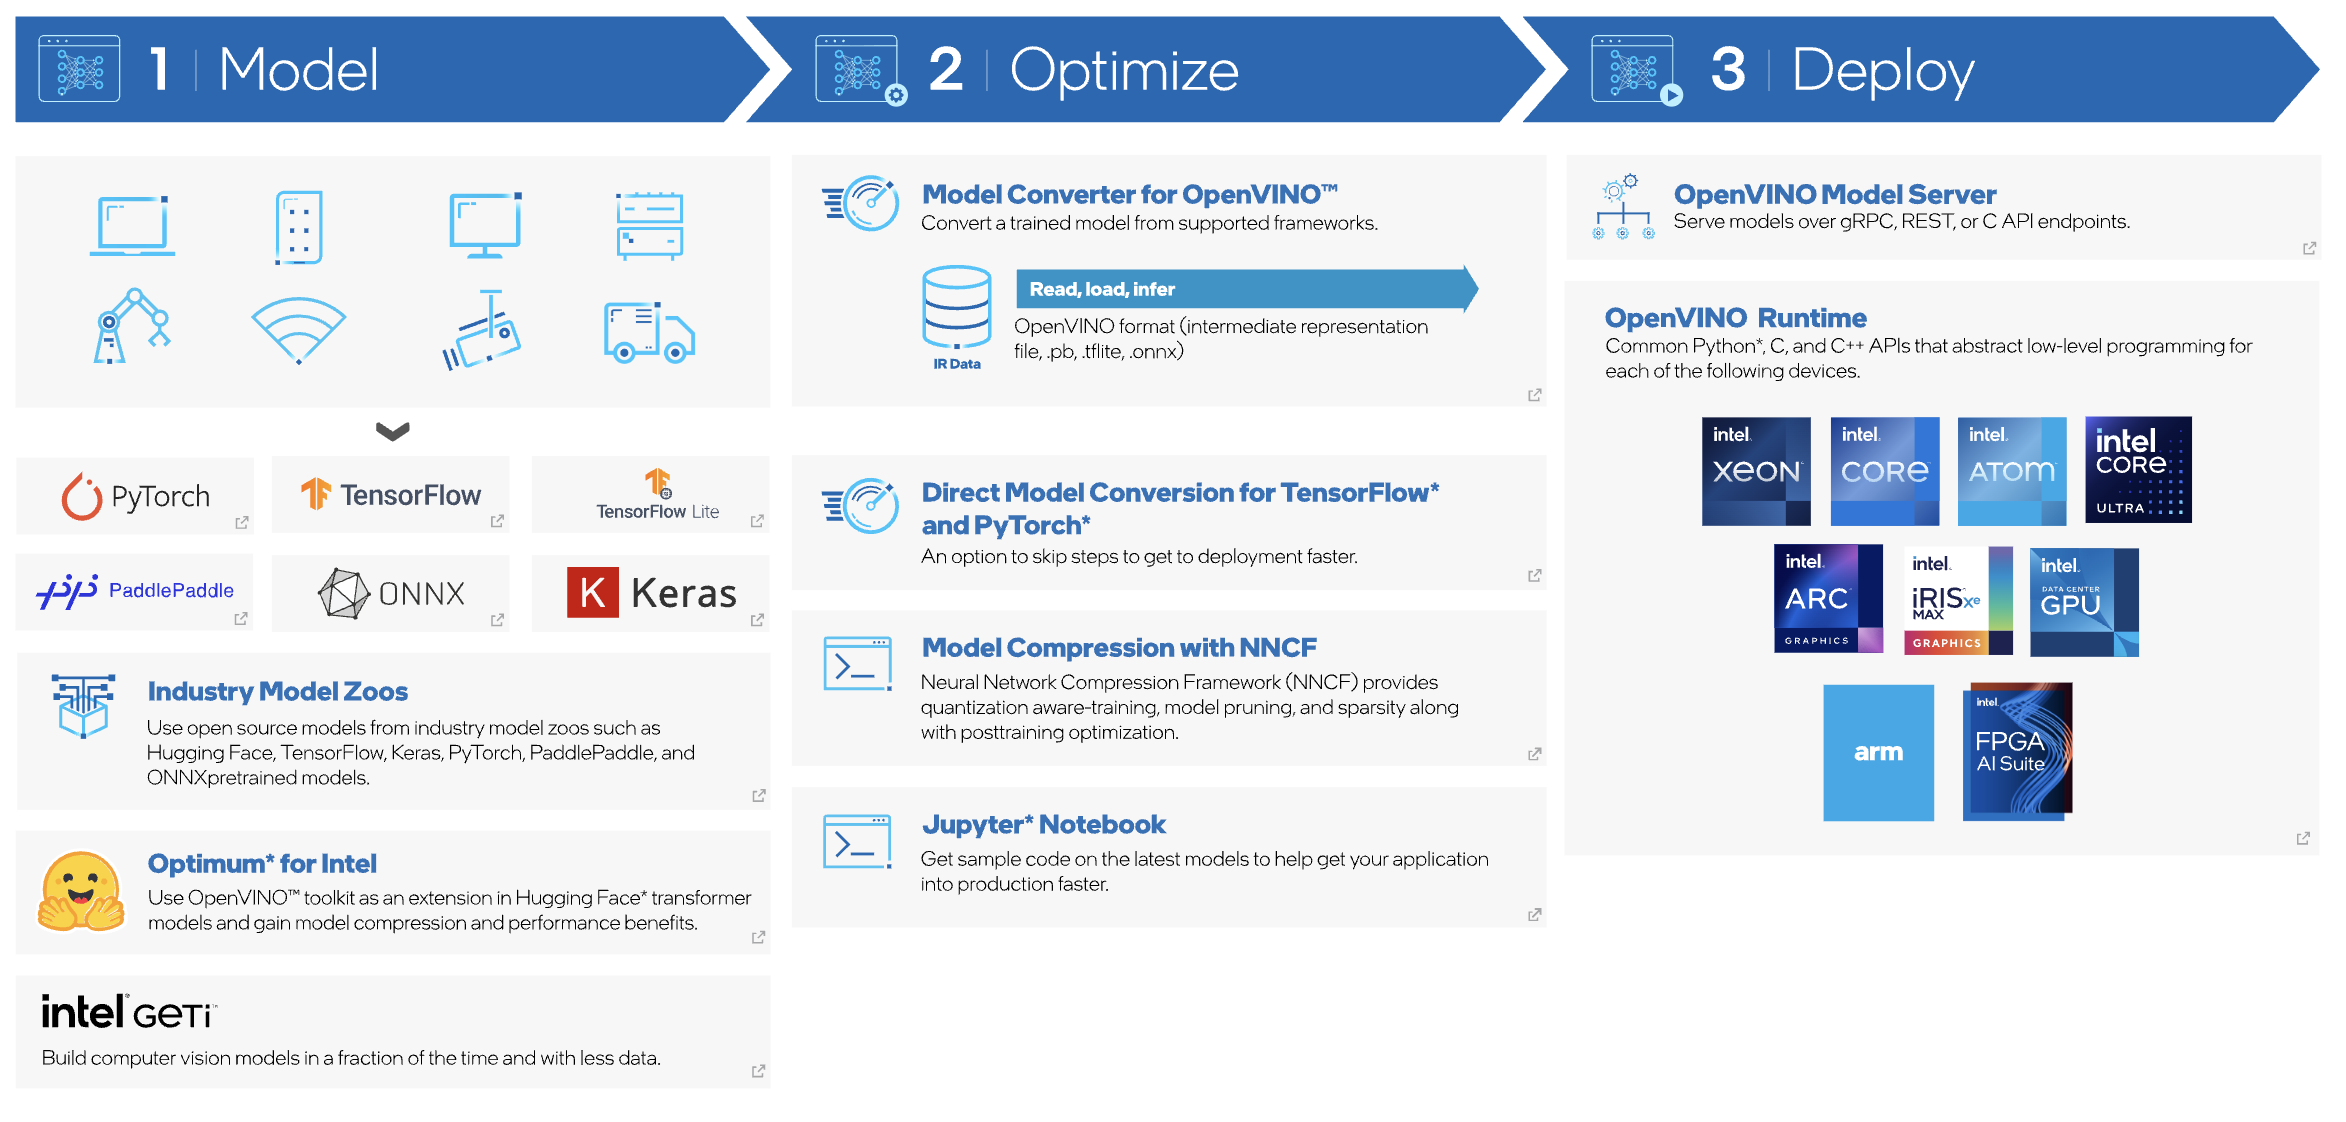 1 | Model
2 | Optimize
3 | Deploy
PyTorch
TensorFlow
TensorFlow Lite
PaddlePaddle
ONNX
K Keras
Industry Model Zoos
Use open source models from industry model zoos such as
Hugging Face, TensorFlow, Keras, PyTorch, PaddlePaddle, and
ONNXpretrained models.
Optimum* for Intel
Use OpenVINO™ toolkit as an extension in Hugging Face* transformer
models and gain model compression and performance benefits.
intel® GETi™
Build computer vision models in a fraction of the time and with less data.
Model Converter for OpenVINO™
Convert a trained model from supported frameworks.
IR Data
Read, load, infer
OpenVINO format (intermediate representation
file, .pb, .tflite, .onnx)
Direct Model Conversion for TensorFlow*
and PyTorch*
An option to skip steps to get to deployment faster.
Model Compression with NNCF
Neural Network Compression Framework (NNCF) provides
quantization aware-training, model pruning, and sparsity along
with posttraining optimization.
Jupyter* Notebook
Get sample code on the latest models to help get your application
into production faster.
OpenVINO Model Server
Serve models over gRPC, REST, or C API endpoints.
OpenVINO Runtime
Common Python*, C, and C++ APIs that abstract low-level programming for
each of the following devices.
intel.
XEON
intel.
CORE
intel.
ATOM
intel.
CORE
ULTRA
intel.
ARC
GRAPHICS
intel.
iRIS xe
MAX
GRAPHICS
intel.
DATA CENTER
GPU
arm
intel.
FPGA
AI Suite